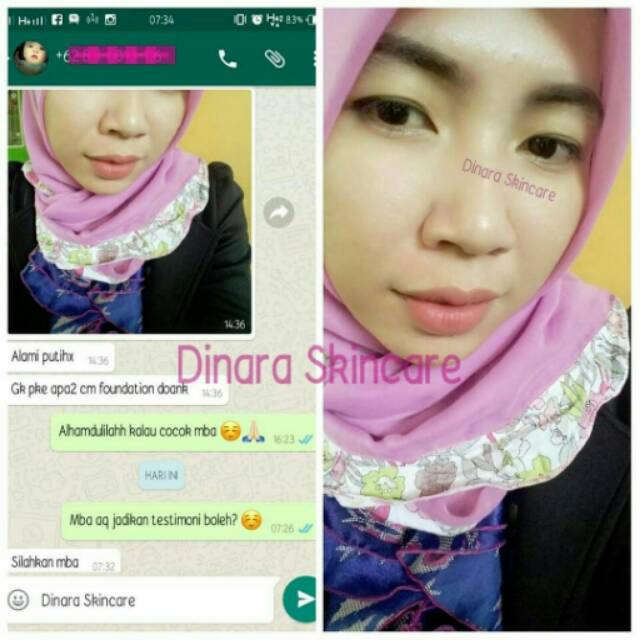 07:34
83%
Dinara Skincare
14:36
Alami putihx 14:36
Gk pke apa2 cm foundation doank 14:36
Dinara Skincare
Alhamdulilahh kalau cocok mba ☺️🙏🏻 16:23
HARI INI
Mba aq jadikan testimoni boleh? ☺️ 07:26
Silahkan mba 07:32
Dinara Skincare